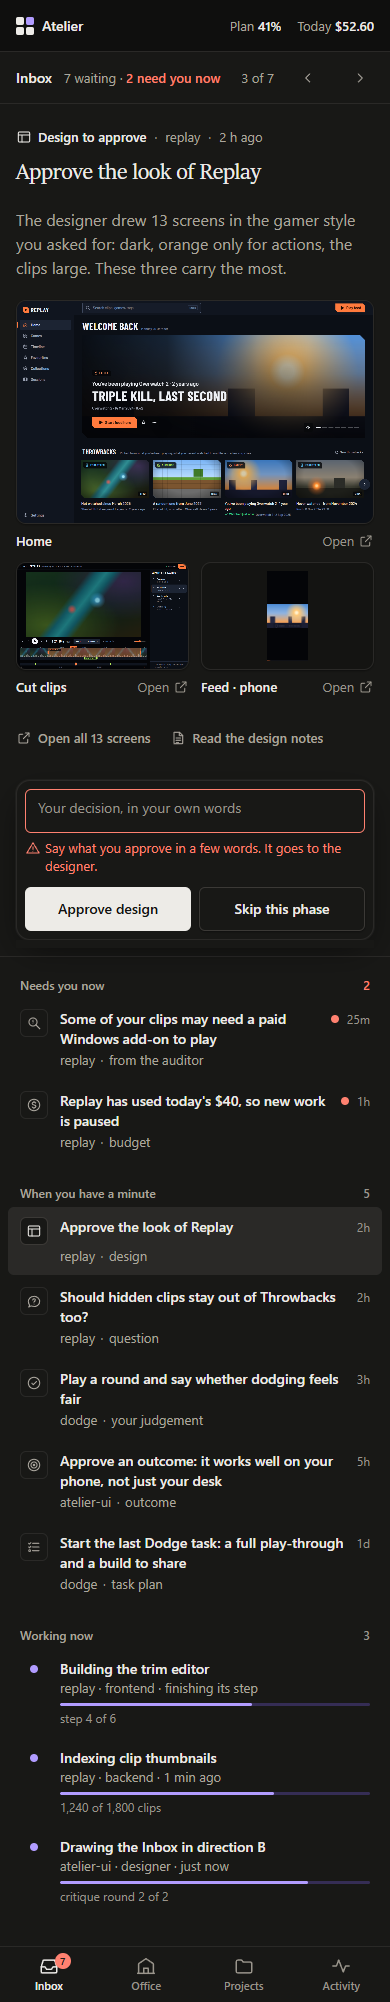 Atelier
Plan 41% Today $52.60
Inbox 7 waiting · 2 need you now 3 of 7
Design to approve · replay · 2 h ago
Approve the look of Replay
The designer drew 13 screens in the gamer style
you asked for: dark, orange only for actions, the
clips large. These three carry the most.
REPLAY
Home
WELCOME BACK
You've been playing Overwatch 2, 2 years ago
TRIPLE KILL, LAST SECOND
THROWBACKS
Settings
Home Open
Cut clips Open
Feed · phone Open
Open all 13 screens
Read the design notes
Your decision, in your own words
Say what you approve in a few words. It goes to the
designer.
Approve design
Skip this phase
Needs you now 2
Some of your clips may need a paid 25m
Windows add-on to play
replay · from the auditor
Replay has used today's $40, so new work 1h
is paused
replay · budget
When you have a minute 5
Approve the look of Replay 2h
replay · design
Should hidden clips stay out of Throwbacks 2h
too?
replay · question
Play a round and say whether dodging feels 3h
fair
dodge · your judgement
Approve an outcome: it works well on your 5h
phone, not just your desk
atelier-ui · outcome
Start the last Dodge task: a full play-through 1d
and a build to share
dodge · task plan
Working now 3
Building the trim editor
replay · frontend · finishing its step
step 4 of 6
Indexing clip thumbnails
replay · backend · 1 min ago
1,240 of 1,800 clips
Drawing the Inbox in direction B
atelier-ui · designer · just now
critique round 2 of 2
7
Inbox
Office
Projects
Activity